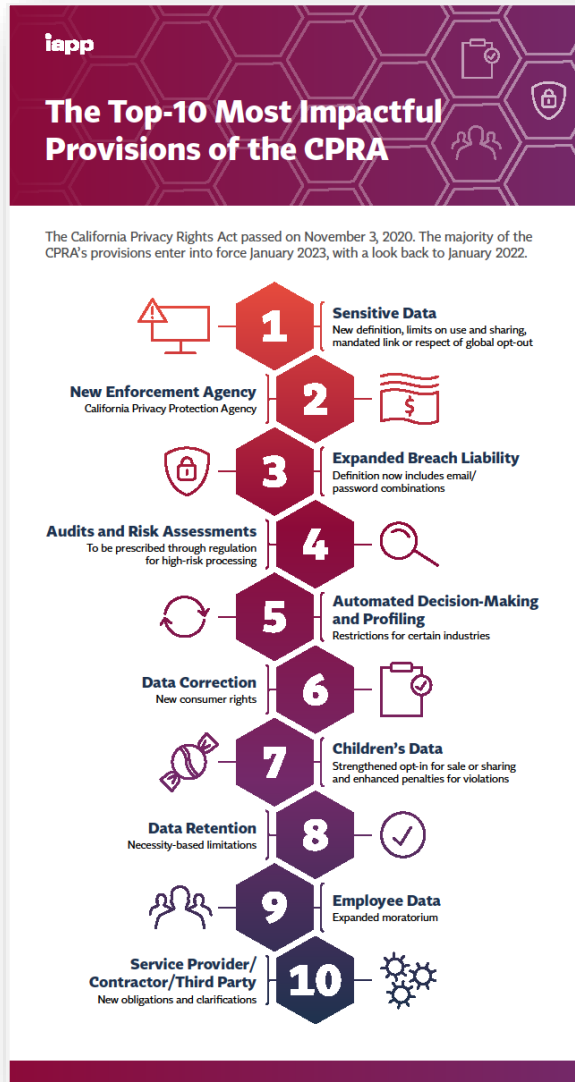 iapp
The Top-10 Most Impactful
Provisions of the CPRA
The California Privacy Rights Act passed on November 3, 2020. The majority of the
CPRA's provisions enter into force January 2023, with a look back to January 2022.
1
Sensitive Data
New definition, limits on use and sharing,
mandated link or respect of global opt-out
New Enforcement Agency
California Privacy Protection Agency
2
$
3
Expanded Breach Liability
Definition now includes email/
password combinations
Audits and Risk Assessments
To be prescribed through regulation
for high-risk processing
4
5
Automated Decision-Making
and Profiling
Restrictions for certain industries
Data Correction
New consumer rights
6
7
Children's Data
Strengthened opt-in for sale or sharing
and enhanced penalties for violations
Data Retention
Necessity-based limitations
8
9
Employee Data
Expanded moratorium
Service Provider/
Contractor/Third Party
New obligations and clarifications
10